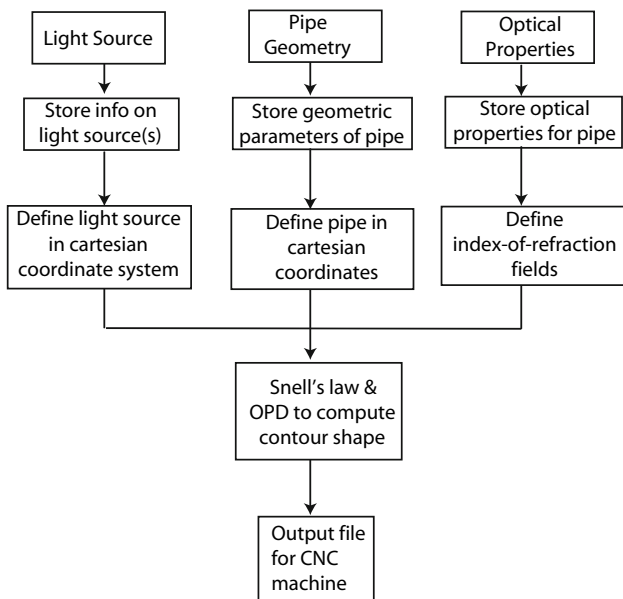 Light Source
Pipe
Geometry
Optical
Properties
Store info on
light source(s)
Store geometric
parameters of pipe
Store optical
properties for pipe
Define light source
in cartesian
coordinate system
Define pipe in
cartesian
coordinates
Define
index-of-refraction
fields
Snell's law &
OPD to compute
contour shape
Output file
for CNC
machine